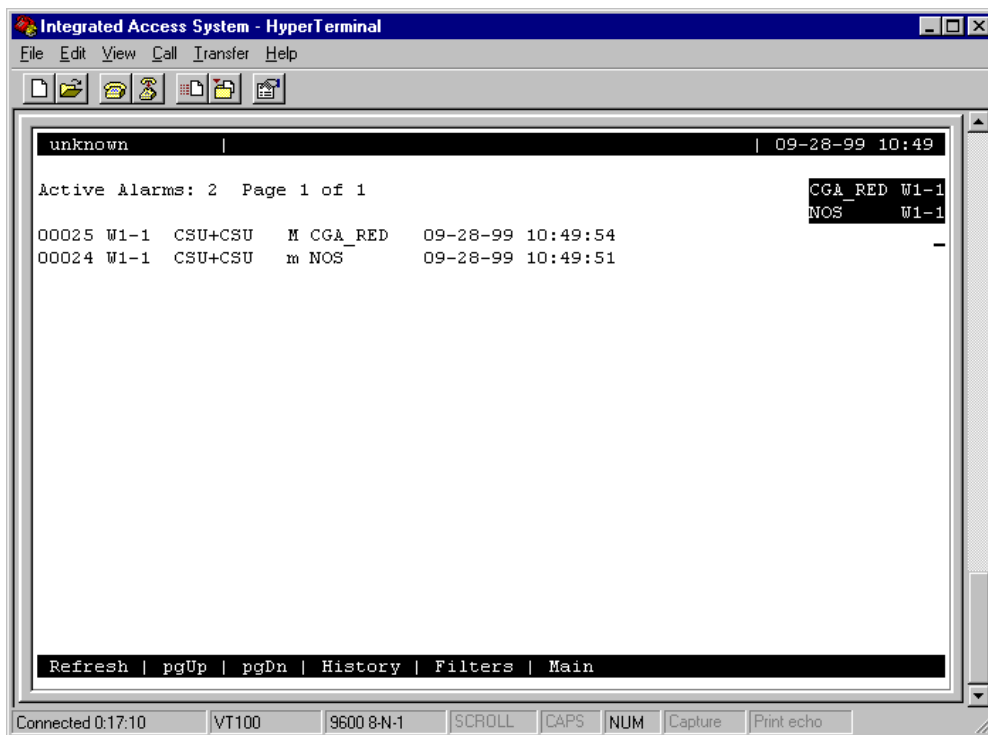 Integrated Access System - HyperTerminal
File Edit View Call Transfer Help
unknown | | 09-28-99 10:49
Active Alarms: 2 Page 1 of 1 CGA_RED W1-1
NOS W1-1
00025 W1-1 CSU+CSU M CGA_RED 09-28-99 10:49:54
00024 W1-1 CSU+CSU m NOS 09-28-99 10:49:51
Refresh | pgUp | pgDn | History | Filters | Main
Connected 0:17:10 VT100 9600 8-N-1 SCROLL CAPS NUM Capture Print echo